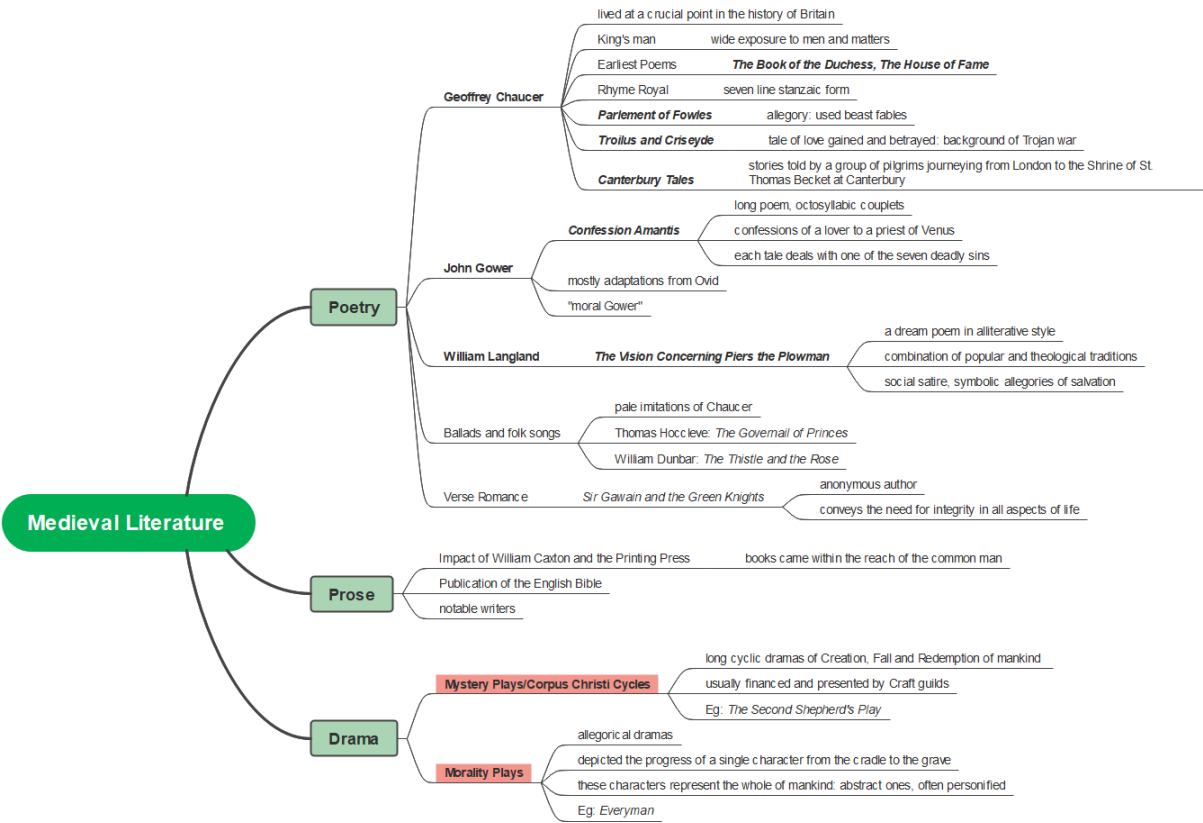 Medieval Literature
Poetry
Geoffrey Chaucer
lived at a crucial point in the history of Britain
King's man wide exposure to men and matters
Earliest Poems The Book of the Duchess, The House of Fame
Rhyme Royal seven line stanzaic form
Parlement of Fowles allegory: used beast fables
Troilus and Criseyde tale of love gained and betrayed: background of Trojan war
Canterbury Tales
stories told by a group of pilgrims journeying from London to the Shrine of St.
Thomas Becket at Canterbury
John Gower
Confession Amantis
long poem, octosyllabic couplets
confessions of a lover to a priest of Venus
each tale deals with one of the seven deadly sins
mostly adaptations from Ovid
"moral Gower"
William Langland The Vision Concerning Piers the Plowman
a dream poem in alliterative style
combination of popular and theological traditions
social satire, symbolic allegories of salvation
Ballads and folk songs
pale imitations of Chaucer
Thomas Hoccleve: The Governail of Princes
William Dunbar: The Thistle and the Rose
Verse Romance Sir Gawain and the Green Knights
anonymous author
conveys the need for integrity in all aspects of life
Prose
Impact of William Caxton and the Printing Press books came within the reach of the common man
Publication of the English Bible
notable writers
Drama
Mystery Plays/Corpus Christi Cycles
long cyclic dramas of Creation, Fall and Redemption of mankind
usually financed and presented by Craft guilds
Eg: The Second Shepherd's Play
Morality Plays
allegorical dramas
depicted the progress of a single character from the cradle to the grave
these characters represent the whole of mankind: abstract ones, often personified
Eg: Everyman